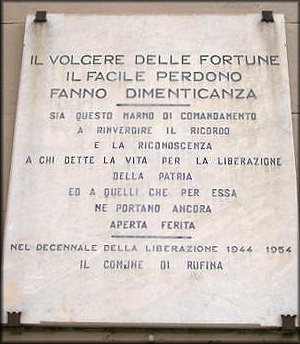 IL VOLGERE DELLE FORTUNE
IL FACILE PERDONO
FANNO DIMENTICANZA
SIA QUESTO MARMO DI COMANDAMENTO
A RINVERDIRE IL RICORDO
E LA RICONOSCENZA
A CHI DETTE LA VITA PER LA LIBERAZIONE
DELLA PATRIA
ED A QUELLI CHE PER ESSA
NE PORTANO ANCORA
APERTA FERITA
NEL DECENNALE DELLA LIBERAZIONE 1944 1954
IL COMUNE DI RUFINA